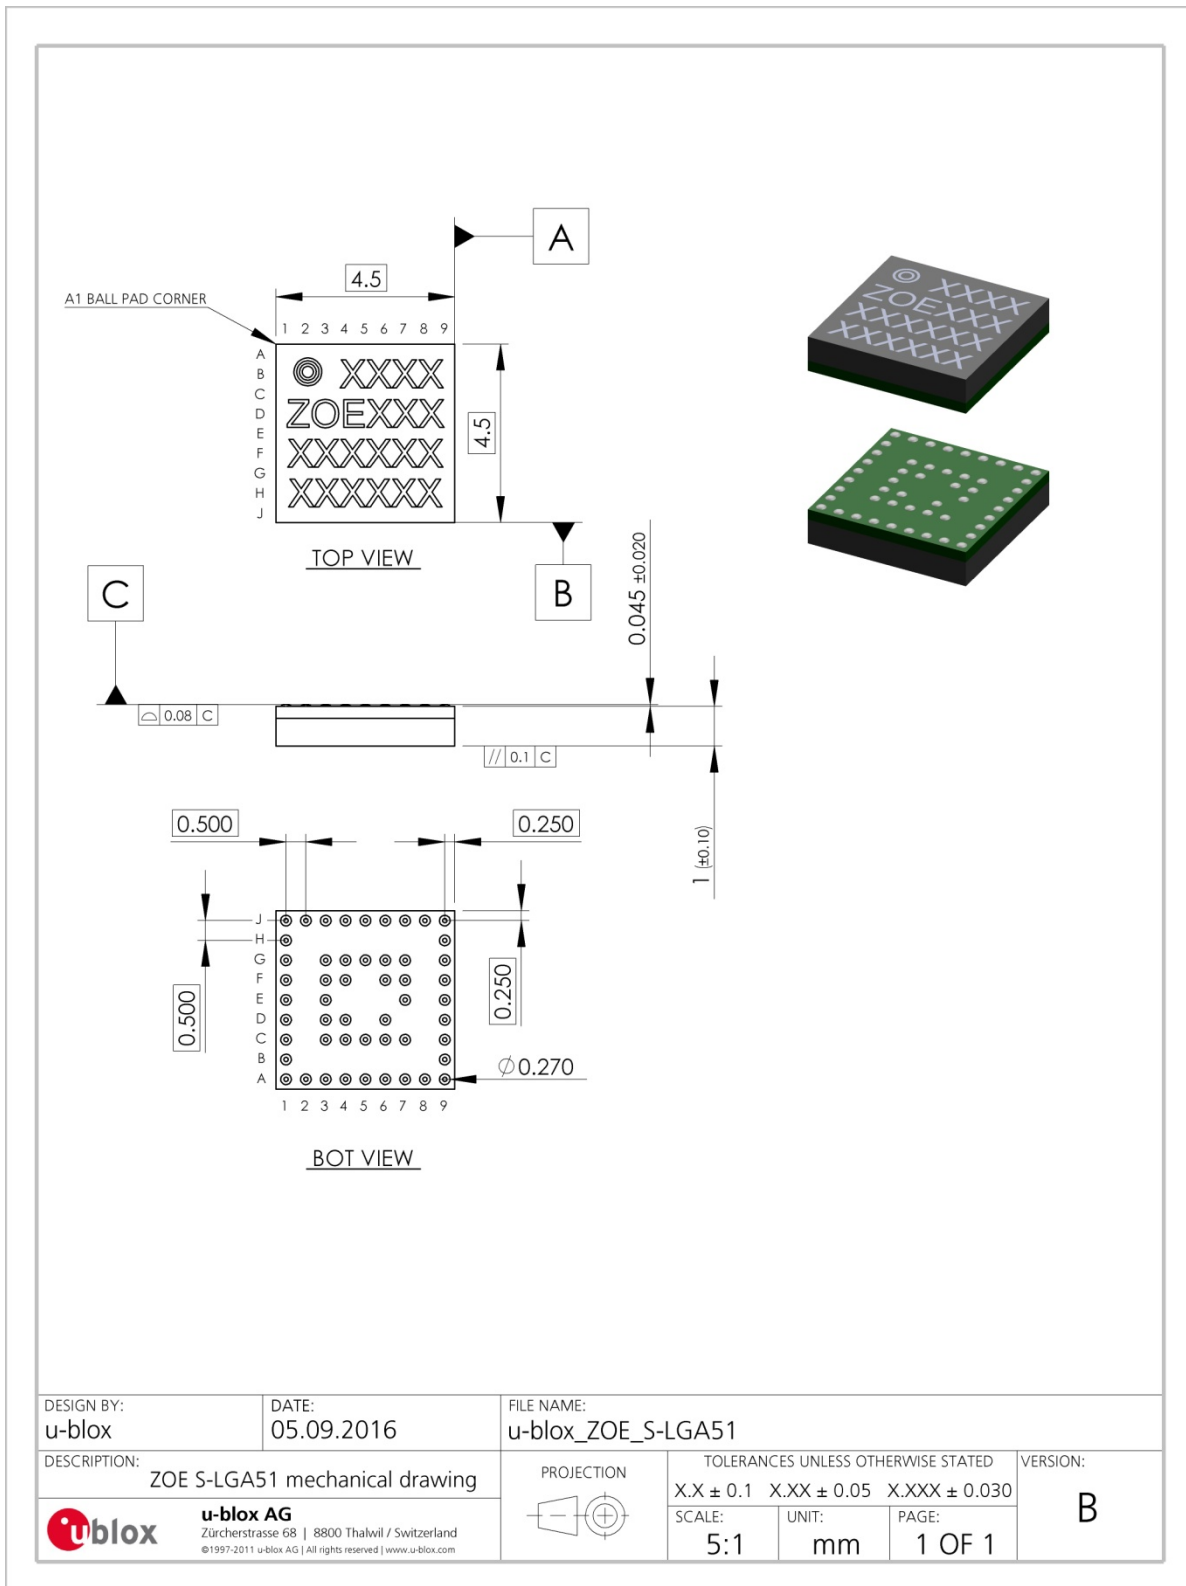 A
4.5
A1 BALL PAD CORNER
1 2 3 4 5 6 7 8 9
A
B
C
D
E
F
G
H
J
XXXX
ZOEXXX
XXXXXX
XXXXXX
4.5
TOP VIEW
B
XXXX
ZOEXXX
XXXXXX
XXXXXX
C
0.045 ±0.020
⌓ 0.08 C
// 0.1 C
1 (±0.10)
0.500
0.250
J
H
G
F
E
D
C
B
A
0.500
0.250
∅0.270
1 2 3 4 5 6 7 8 9
BOT VIEW
DESIGN BY:
u-blox
DATE:
05.09.2016
FILE NAME:
u-blox_ZOE_S-LGA51
DESCRIPTION:
ZOE S-LGA51 mechanical drawing
PROJECTION
TOLERANCES UNLESS OTHERWISE STATED
X.X ± 0.1 X.XX ± 0.05 X.XXX ± 0.030
VERSION:
B
ublox
u-blox AG
Zürcherstrasse 68 | 8800 Thalwil / Switzerland
©1997-2011 u-blox AG | All rights reserved | www.u-blox.com
SCALE:
5:1
UNIT:
mm
PAGE:
1 OF 1